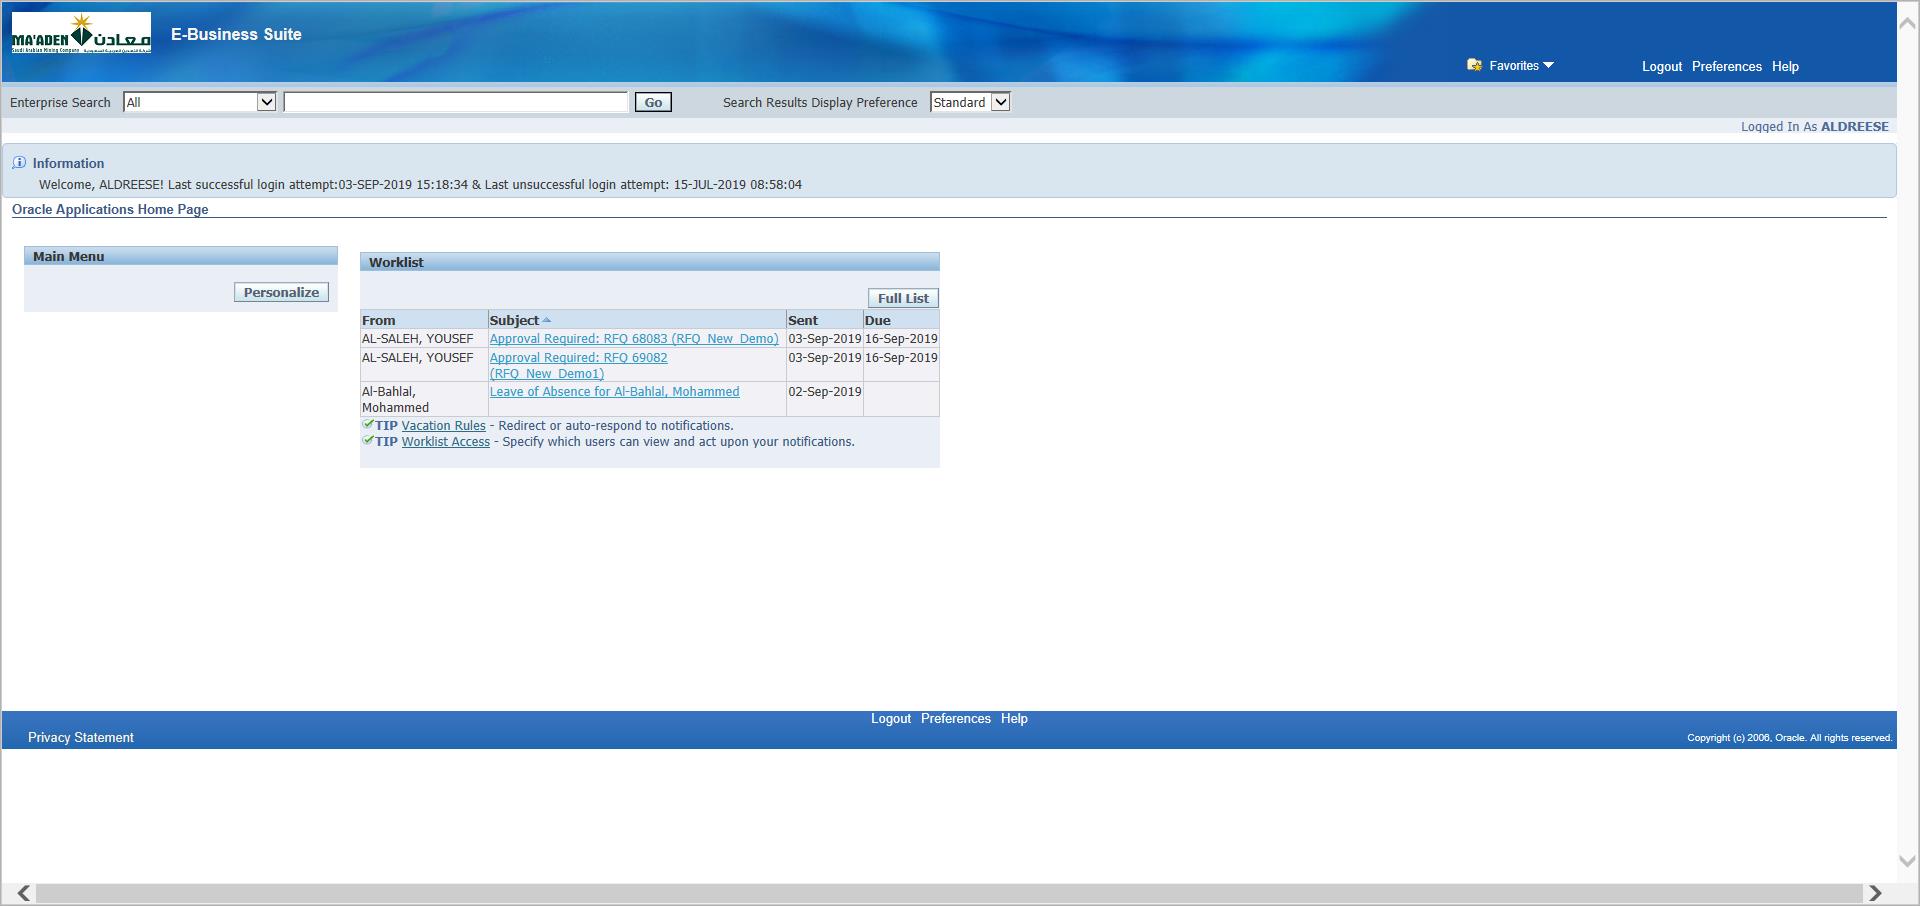 MA'ADEN معادن
Saudi Arabian Mining Company
E-Business Suite
Favorites
Logout Preferences Help
Enterprise Search All Go Search Results Display Preference Standard
Logged In As ALDREESE
Information
Welcome, ALDREESE! Last successful login attempt:03-SEP-2019 15:18:34 & Last unsuccessful login attempt: 15-JUL-2019 08:58:04
Oracle Applications Home Page
Main Menu
Personalize
Worklist
Full List
From Subject Sent Due
AL-SALEH, YOUSEF Approval Required: RFQ 68083 (RFQ_New_Demo) 03-Sep-2019 16-Sep-2019
AL-SALEH, YOUSEF Approval Required: RFQ 69082 03-Sep-2019 16-Sep-2019
(RFQ_New_Demo1)
Al-Bahlal, Leave of Absence for Al-Bahlal, Mohammed 02-Sep-2019
Mohammed
TIP Vacation Rules - Redirect or auto-respond to notifications.
TIP Worklist Access - Specify which users can view and act upon your notifications.
Logout Preferences Help
Privacy Statement
Copyright (c) 2006, Oracle. All rights reserved.